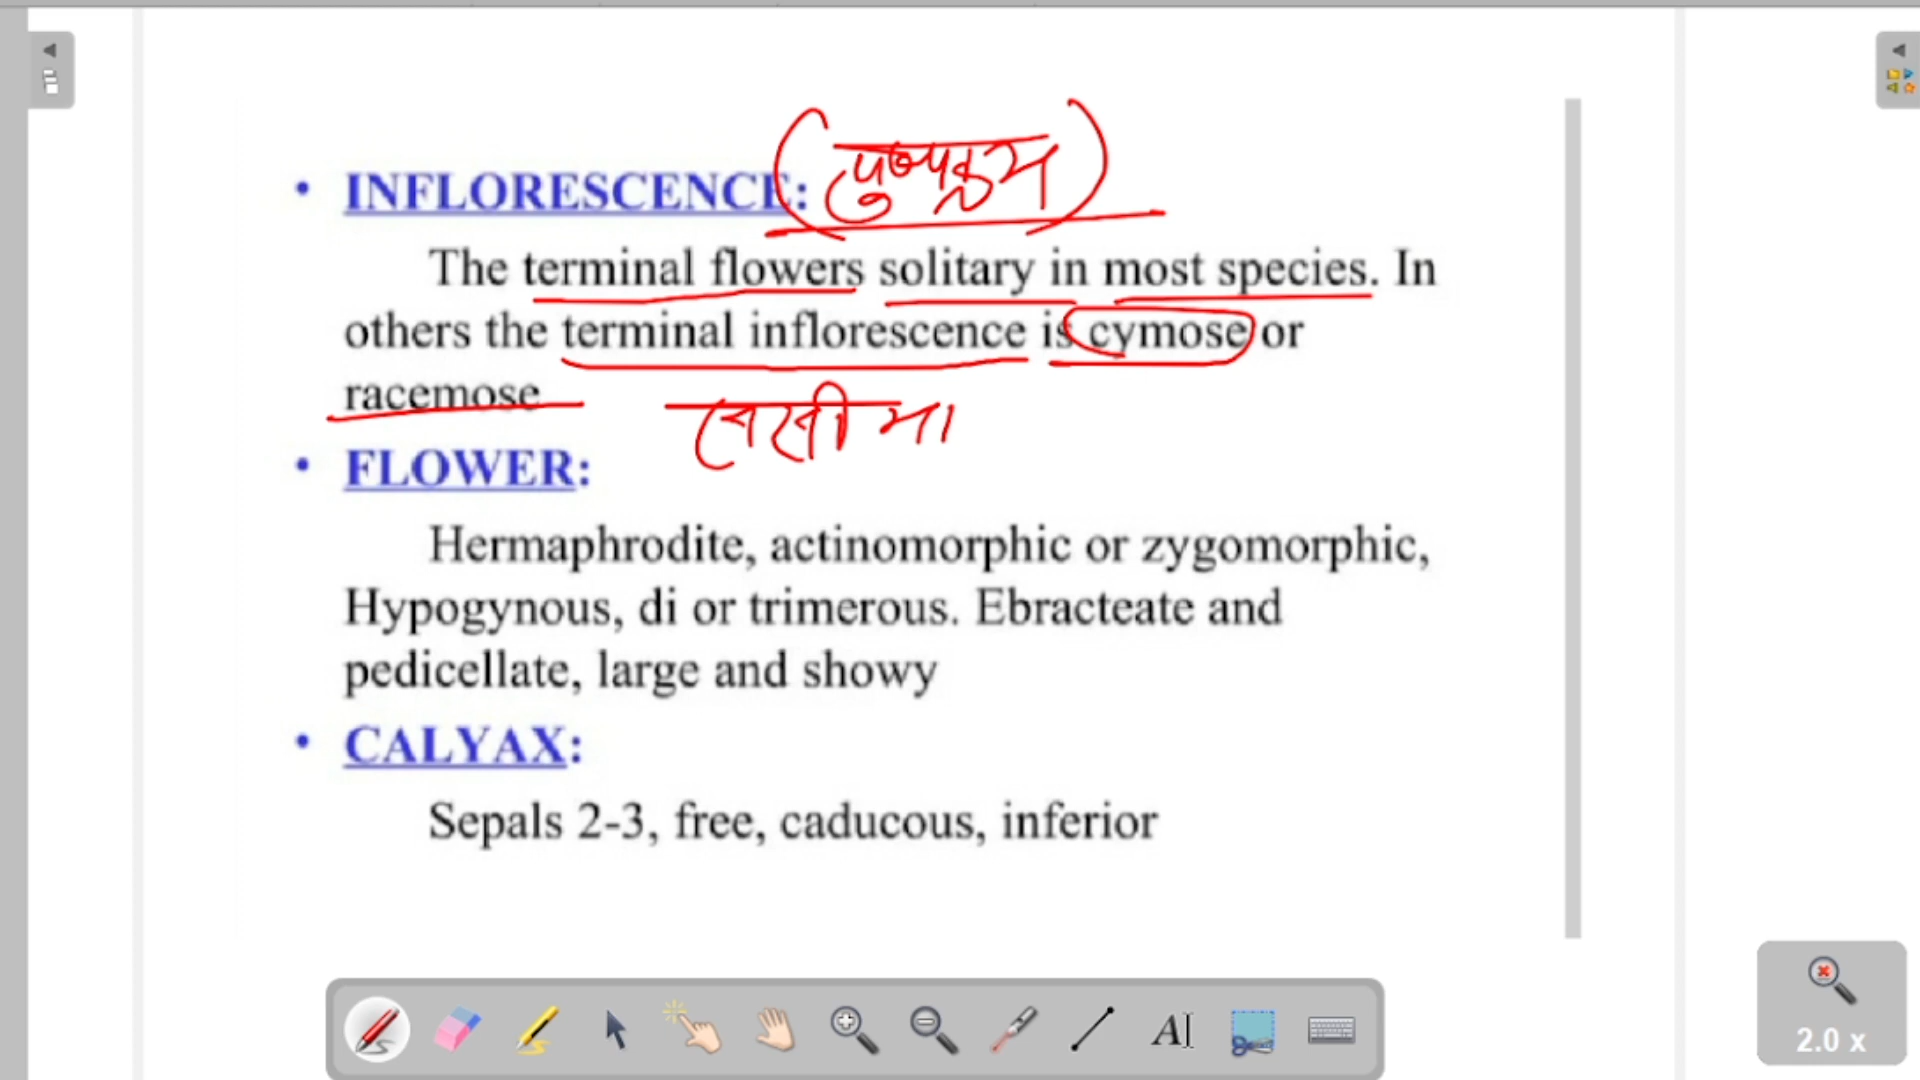 • INFLORESCENCE: (पुष्पक्रम)
The terminal flowers solitary in most species. In
others the terminal inflorescence is cymose or
racemose
ससीमा
• FLOWER:
Hermaphrodite, actinomorphic or zygomorphic,
Hypogynous, di or trimerous. Ebracteate and
pedicellate, large and showy
• CALYAX:
Sepals 2-3, free, caducous, inferior
AI
2.0 x